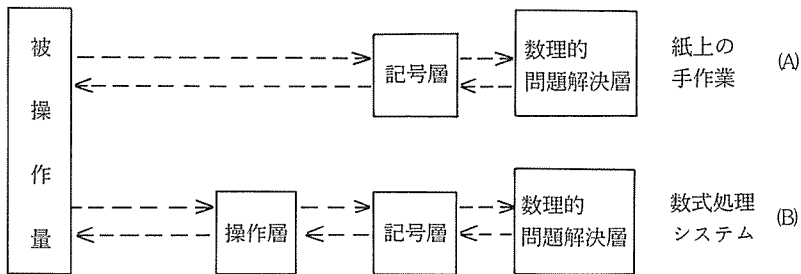 被操作量
記号層
数理的
問題解決層
紙上の
手作業
(A)
操作層
記号層
数理的
問題解決層
数式処理
システム
(B)